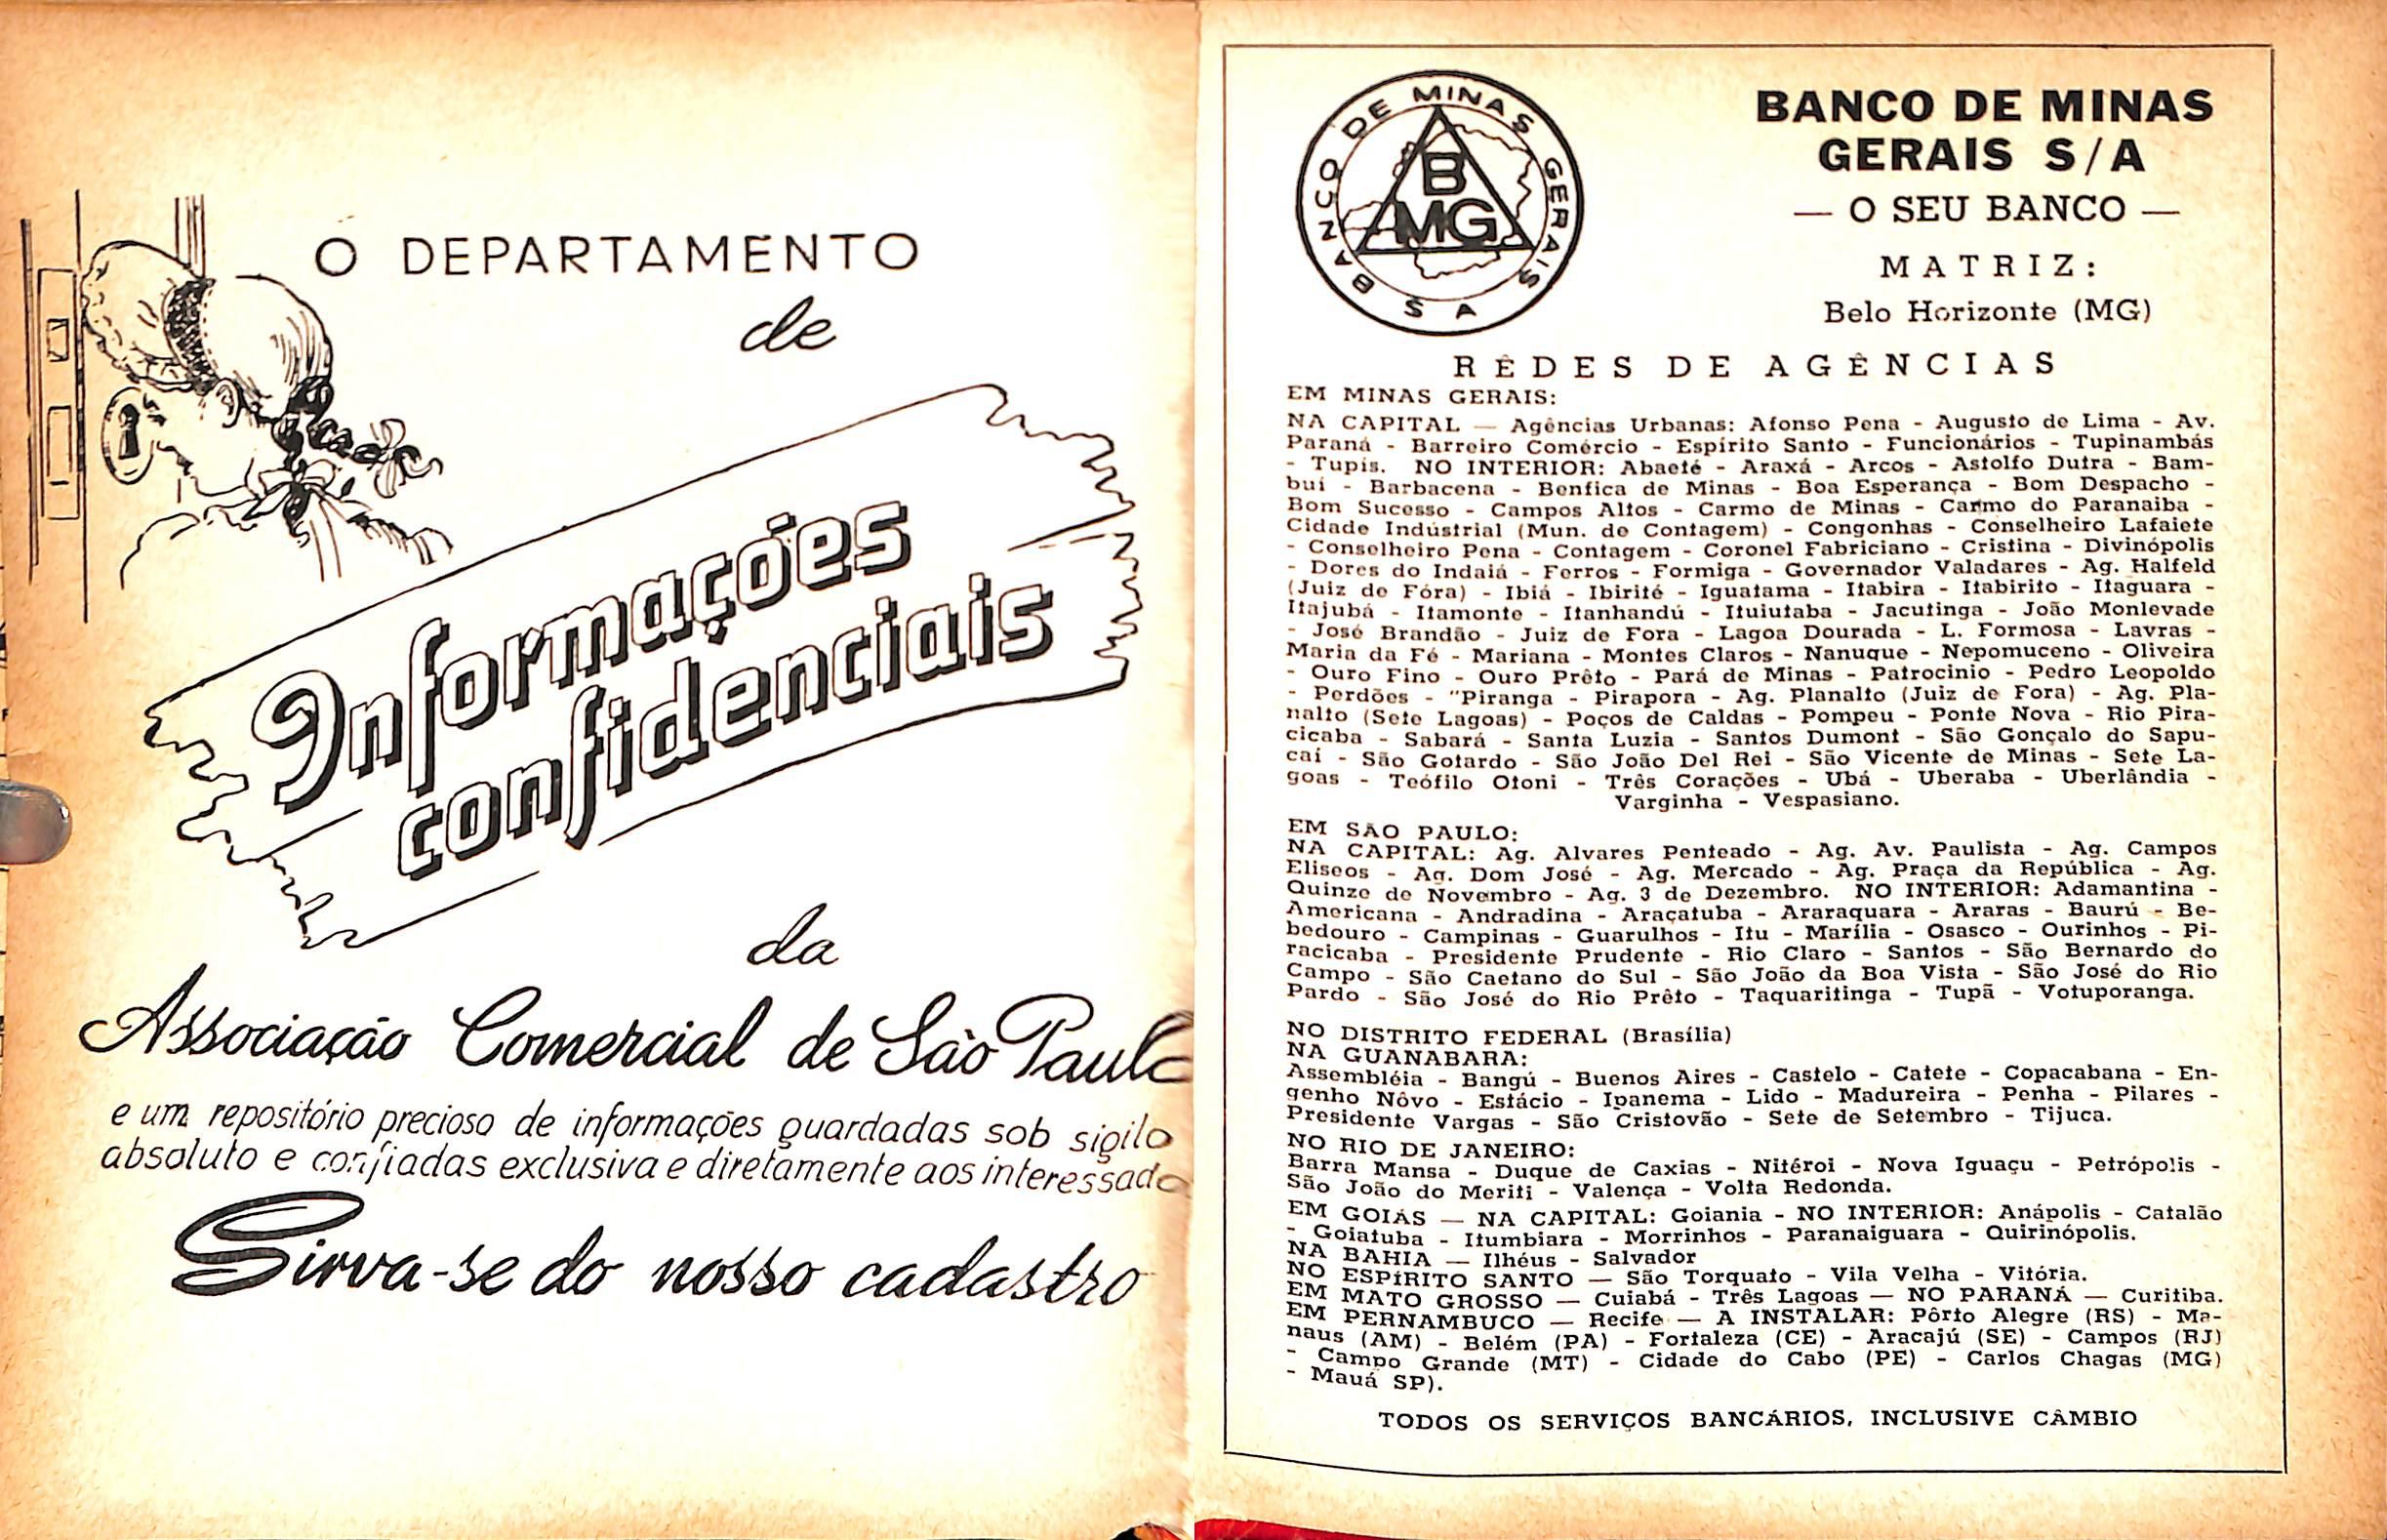 O DEPARTAMENTO
de
Informações
confidenciais
da
Associação Comercial de São Paulo
e um repositório precioso de informações guardadas sob sigilo
absoluto e confiadas exclusiva e diretamente aos interessado
Sirva-se do nosso cadastro
BANCO DE MINAS GERAIS S A
B
MG
BANCO DE MINAS
GERAIS S/A
— O SEU BANCO —
MATRIZ:
Belo Horizonte (MG)
RÊDES DE AGÊNCIAS
EM MINAS GERAIS:
NA CAPITAL — Agências Urbanas: Afonso Pena - Augusto de Lima - Av.
Paraná - Barreiro Comércio - Espírito Santo - Funcionários - Tupinambás
- Tupis. NO INTERIOR: Abaeté - Araxá - Arcos - Astolfo Dutra - Bam-
buí - Barbacena - Benfica de Minas - Boa Esperança - Bom Despacho -
Bom Sucesso - Campos Altos - Carmo de Minas - Carmo do Paranaiba -
Cidade Indústrial (Mun. de Contagem) - Congonhas - Conselheiro Lafaiete
- Conselheiro Pena - Contagem - Coronel Fabriciano - Cristina - Divinópolis
- Dores do Indaiá - Ferros - Formiga - Governador Valadares - Ag. Halfeld
(Juiz de Fóra) - Ibiá - Ibirité - Iguatama - Itabira - Itabirito - Itaguara -
Itajubá - Itamonte - Itanhandú - Ituiutaba - Jacutinga - João Monlevade
- José Brandão - Juiz de Fora - Lagoa Dourada - L. Formosa - Lavras -
Maria da Fé - Mariana - Montes Claros - Nanuque - Nepomuceno - Oliveira
- Ouro Fino - Ouro Prêto - Pará de Minas - Patrocinio - Pedro Leopoldo
- Perdões - "Piranga - Pirapora - Ag. Planalto (Juiz de Fora) - Ag. Pla-
nalto (Sete Lagoas) - Poços de Caldas - Pompeu - Ponte Nova - Rio Pira-
cicaba - Sabará - Santa Luzia - Santos Dumont - São Gonçalo do Sapu-
caí - São Gotardo - São João Del Rei - São Vicente de Minas - Sete La-
goas - Teófilo Otoni - Três Corações - Ubá - Uberaba - Uberlândia -
Varginha - Vespasiano.
EM SÃO PAULO:
NA CAPITAL: Ag. Alvares Penteado - Ag. Av. Paulista - Ag. Campos
Eliseos - Ag. Dom José - Ag. Mercado - Ag. Praça da República - Ag.
Quinze de Novembro - Ag. 3 de Dezembro. NO INTERIOR: Adamantina -
Americana - Andradina - Araçatuba - Araraquara - Araras - Baurú - Be-
bedouro - Campinas - Guarulhos - Itu - Marília - Osasco - Ourinhos - Pi-
racicaba - Presidente Prudente - Rio Claro - Santos - São Bernardo do
Campo - São Caetano do Sul - São João da Boa Vista - São José do Rio
Pardo - São José do Rio Prêto - Taquaritinga - Tupã - Votuporanga.
NO DISTRITO FEDERAL (Brasília)
NA GUANABARA:
Assembléia - Bangú - Buenos Aires - Castelo - Catete - Copacabana - En-
genho Nôvo - Estácio - Ipanema - Lido - Madureira - Penha - Pilares -
Presidente Vargas - São Cristovão - Sete de Setembro - Tijuca.
NO RIO DE JANEIRO:
Barra Mansa - Duque de Caxias - Nitéroi - Nova Iguaçu - Petrópolis -
São João do Meriti - Valença - Volta Redonda.
EM GOIÁS — NA CAPITAL: Goiania - NO INTERIOR: Anápolis - Catalão
- Goiatuba - Itumbiara - Morrinhos - Paranaiguara - Quirinópolis.
NA BAHIA — Ilhéus - Salvador
NO ESPÍRITO SANTO — São Torquato - Vila Velha - Vitória.
EM MATO GROSSO — Cuiabá - Três Lagoas — NO PARANÁ — Curitiba.
EM PERNAMBUCO — Recife — A INSTALAR: Pôrto Alegre (RS) - Ma-
naus (AM) - Belém (PA) - Fortaleza (CE) - Aracajú (SE) - Campos (RJ)
- Campo Grande (MT) - Cidade do Cabo (PE) - Carlos Chagas (MG)
- Mauá SP).
TODOS OS SERVIÇOS BANCÁRIOS, INCLUSIVE CÂMBIO